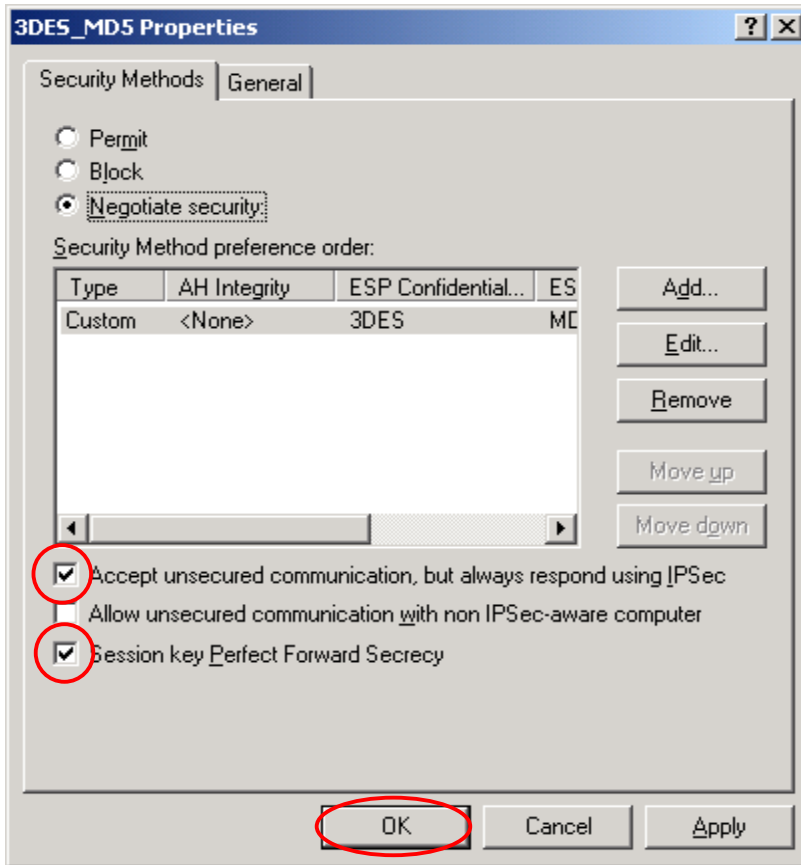 3DES_MD5 Properties
Security Methods General
Permit
Block
Negotiate security:
Security Method preference order:
Type AH Integrity ESP Confidential... ES
Custom <None> 3DES MD
Add...
Edit...
Remove
Move up
Move down
Accept unsecured communication, but always respond using IPSec
Allow unsecured communication with non IPSec-aware computer
Session key Perfect Forward Secrecy
OK Cancel Apply